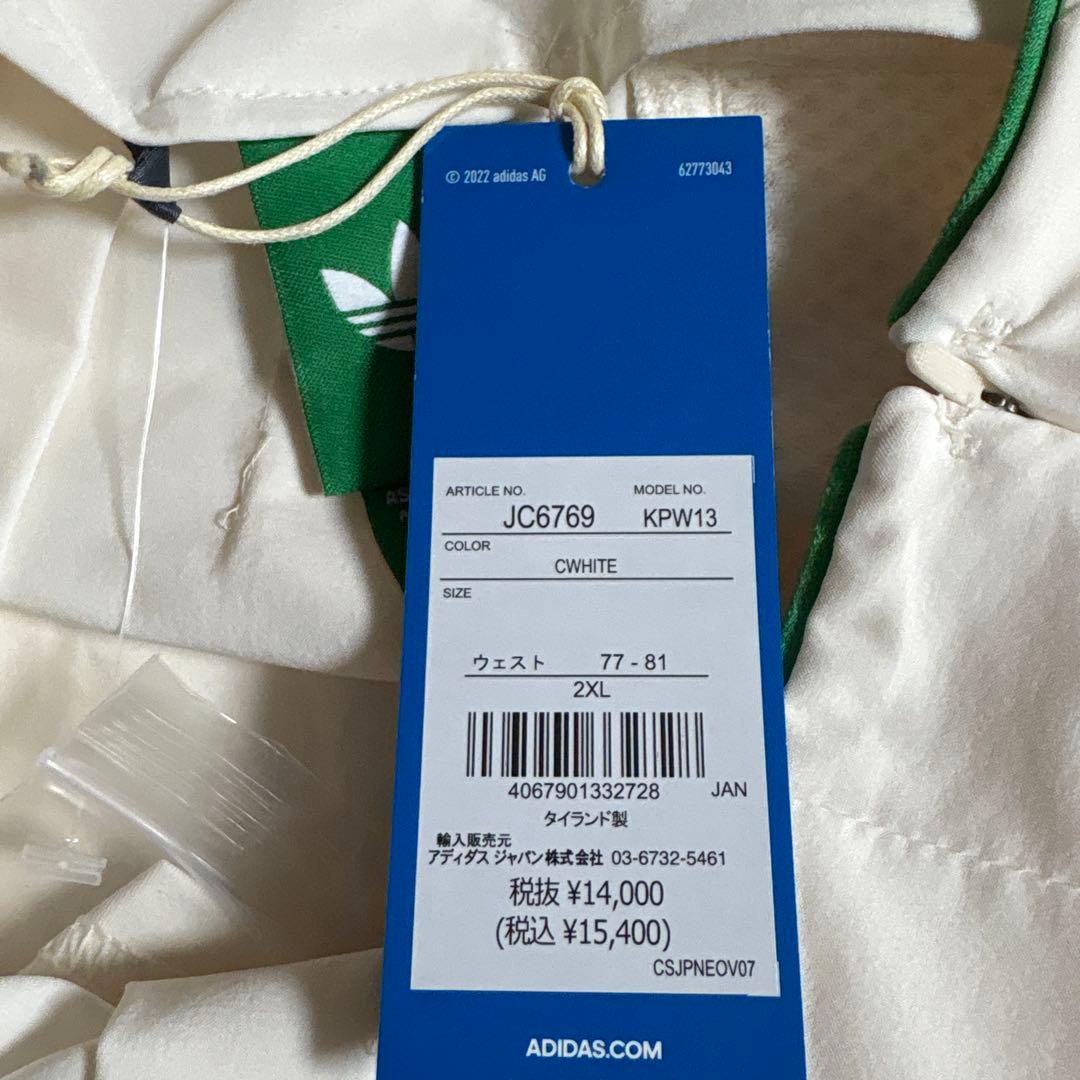 © 2022 adidas AG 62773043
ARTICLE NO. MODEL NO.
JC6769 KPW13
COLOR
CWHITE
SIZE
ウェスト 77 - 81
2XL
4067901332728 JAN
タイランド製
輸入販売元
アディダス ジャパン株式会社 03-6732-5461
税抜 ¥14,000
(税込 ¥15,400)
CSJPNEOV07
ADIDAS.COM